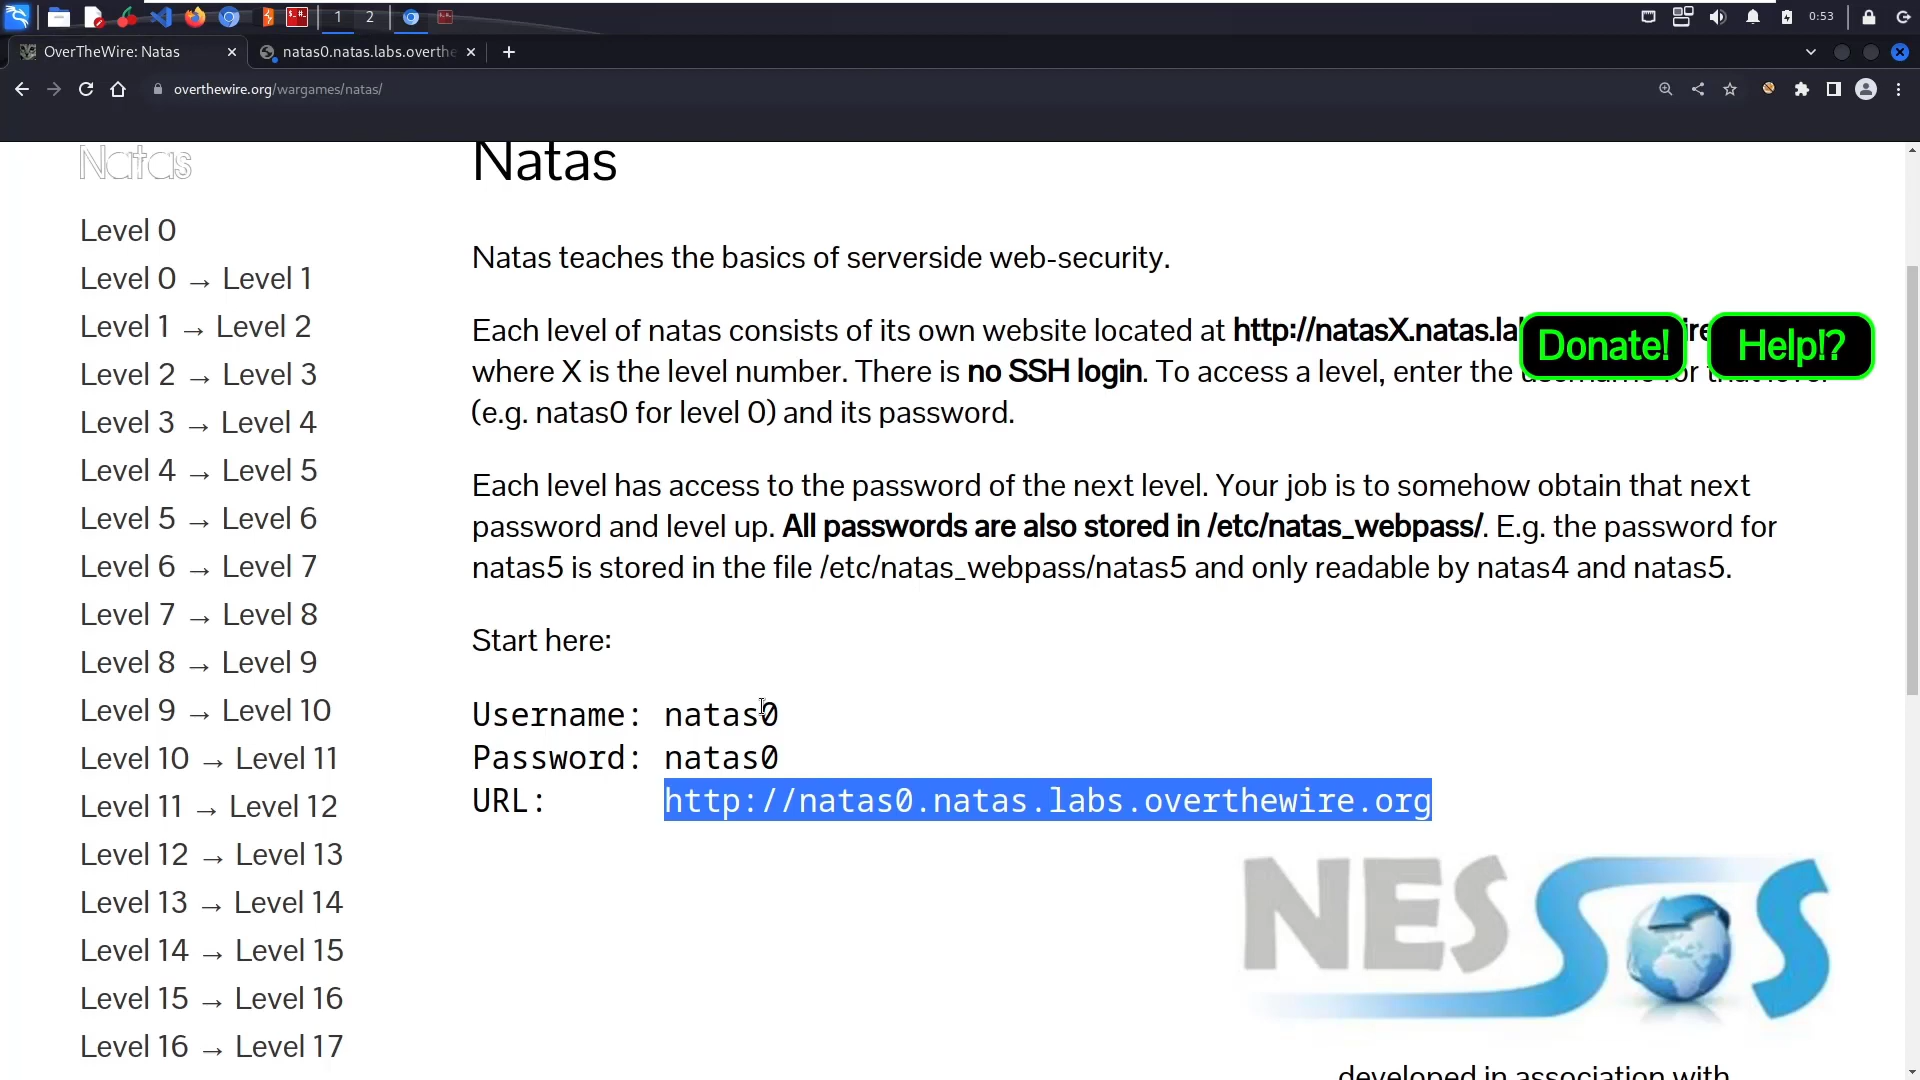 1 2 0:53
OverTheWire: Natas natas0.natas.labs.overthe
overthewire.org/wargames/natas/
Natas
Level 0
Level 0 → Level 1
Level 1 → Level 2
Level 2 → Level 3
Level 3 → Level 4
Level 4 → Level 5
Level 5 → Level 6
Level 6 → Level 7
Level 7 → Level 8
Level 8 → Level 9
Level 9 → Level 10
Level 10 → Level 11
Level 11 → Level 12
Level 12 → Level 13
Level 13 → Level 14
Level 14 → Level 15
Level 15 → Level 16
Level 16 → Level 17
Natas
Natas teaches the basics of serverside web-security.
Each level of natas consists of its own website located at http://natasX.natas.la
where X is the level number. There is no SSH login. To access a level, enter the
(e.g. natas0 for level 0) and its password.
Donate! Help!?
Each level has access to the password of the next level. Your job is to somehow obtain that next
password and level up. All passwords are also stored in /etc/natas_webpass/. E.g. the password for
natas5 is stored in the file /etc/natas_webpass/natas5 and only readable by natas4 and natas5.
Start here:
Username: natas0
Password: natas0
URL: http://natas0.natas.labs.overthewire.org
NESSOS
developed in association with